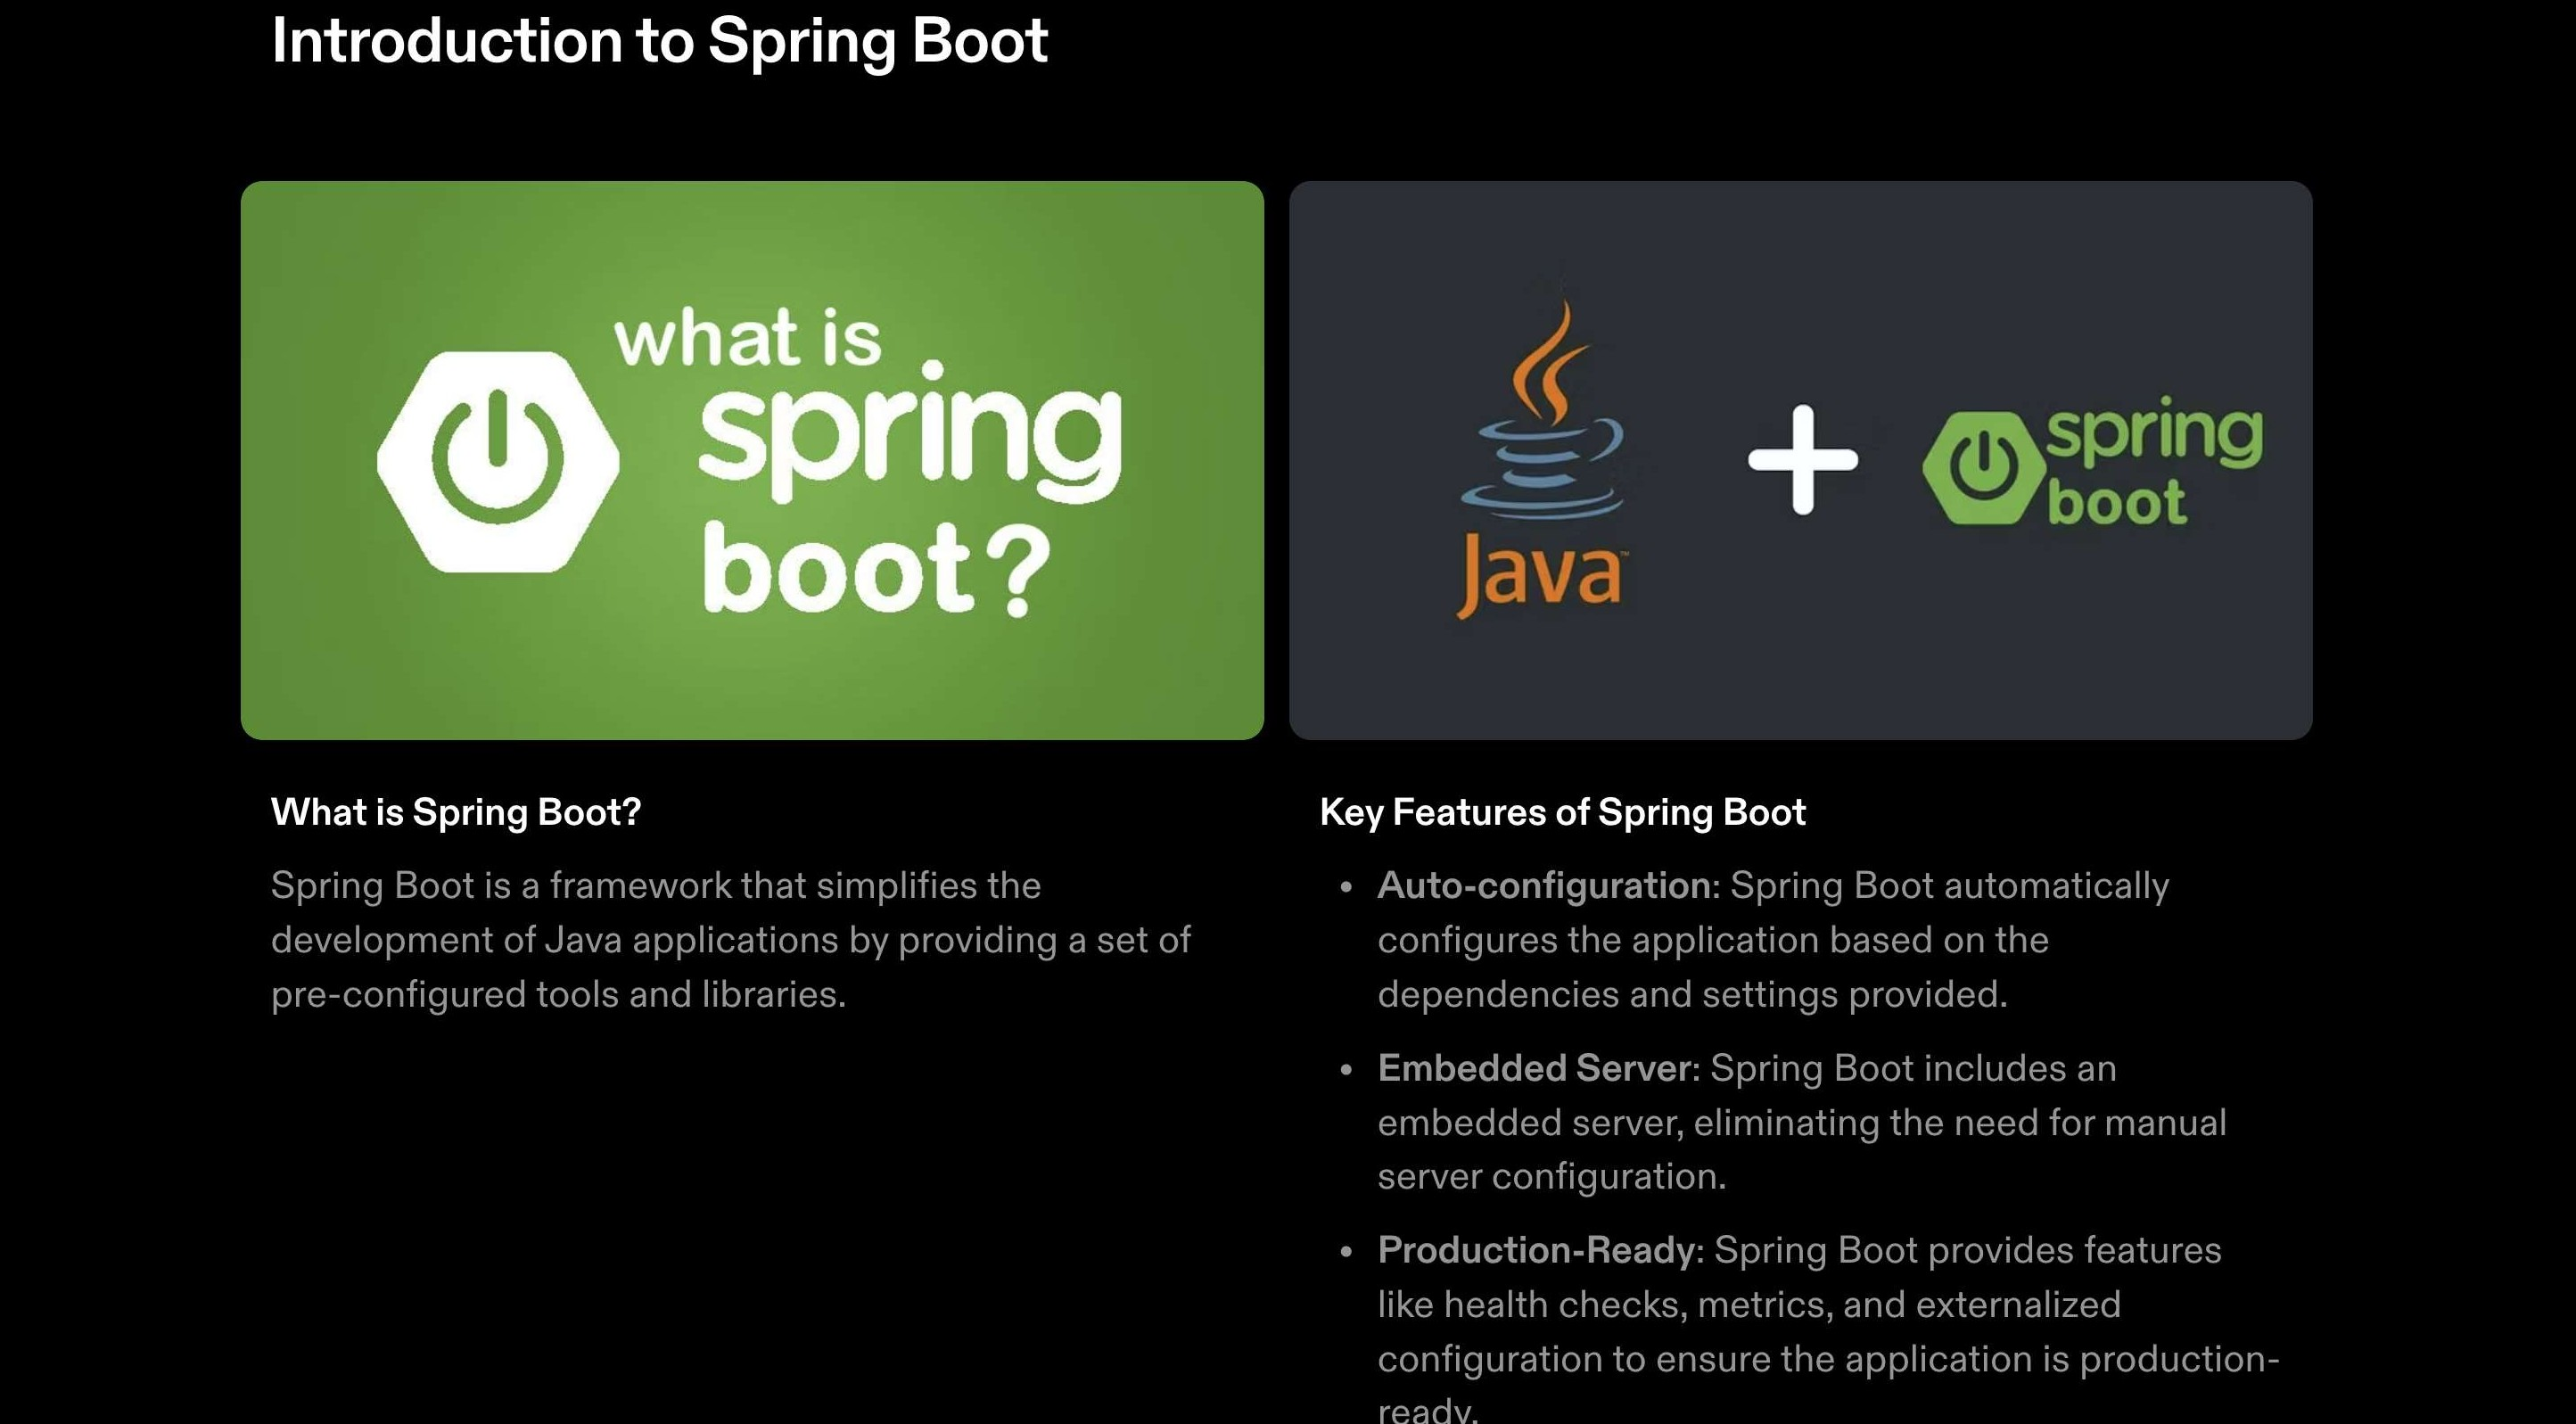 Introduction to Spring Boot
what is
spring
boot?
Java™
spring
boot
What is Spring Boot?
Spring Boot is a framework that simplifies the
development of Java applications by providing a set of
pre-configured tools and libraries.
Key Features of Spring Boot
• Auto-configuration: Spring Boot automatically
configures the application based on the
dependencies and settings provided.
• Embedded Server: Spring Boot includes an
embedded server, eliminating the need for manual
server configuration.
• Production-Ready: Spring Boot provides features
like health checks, metrics, and externalized
configuration to ensure the application is production-
ready.